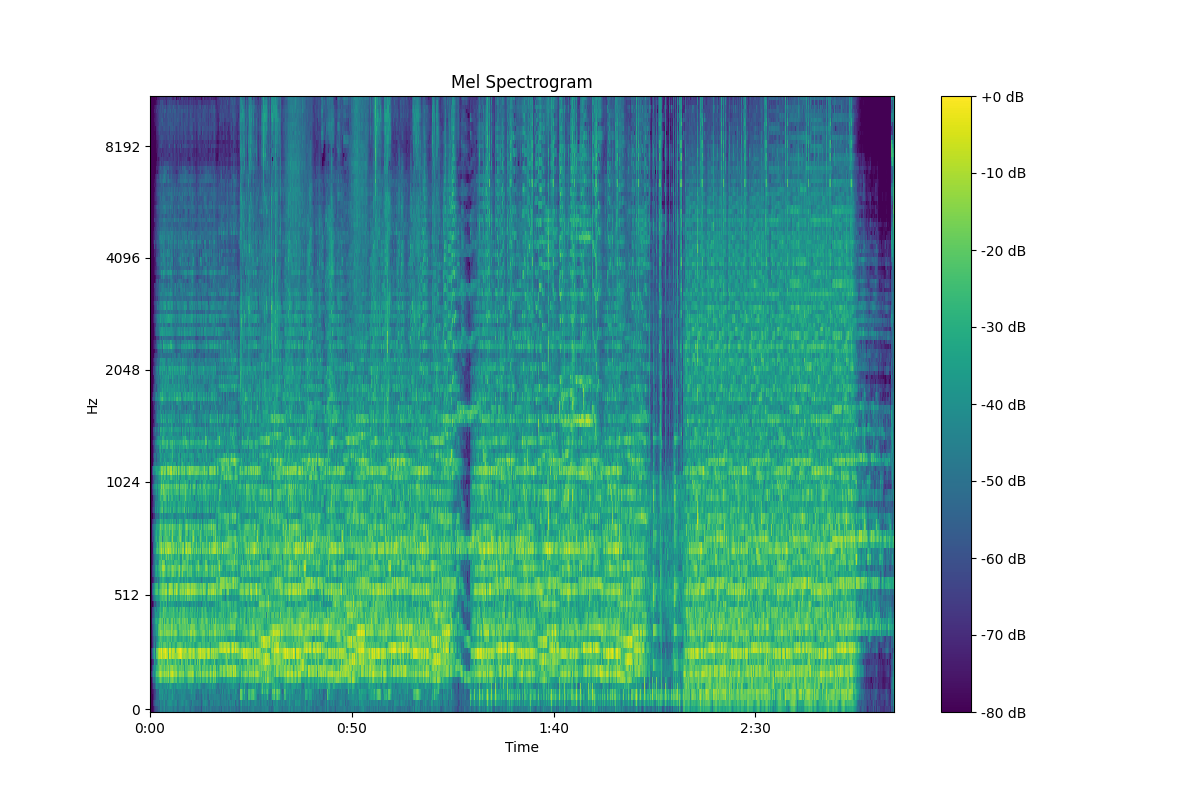 Mel Spectrogram
+0 dB
8192
-10 dB
-20 dB
4096
-30 dB
2048
Hz
-40 dB
1024
-50 dB
-60 dB
512
-70 dB
0
-80 dB
0:00
0:50
1:40
2:30
Time